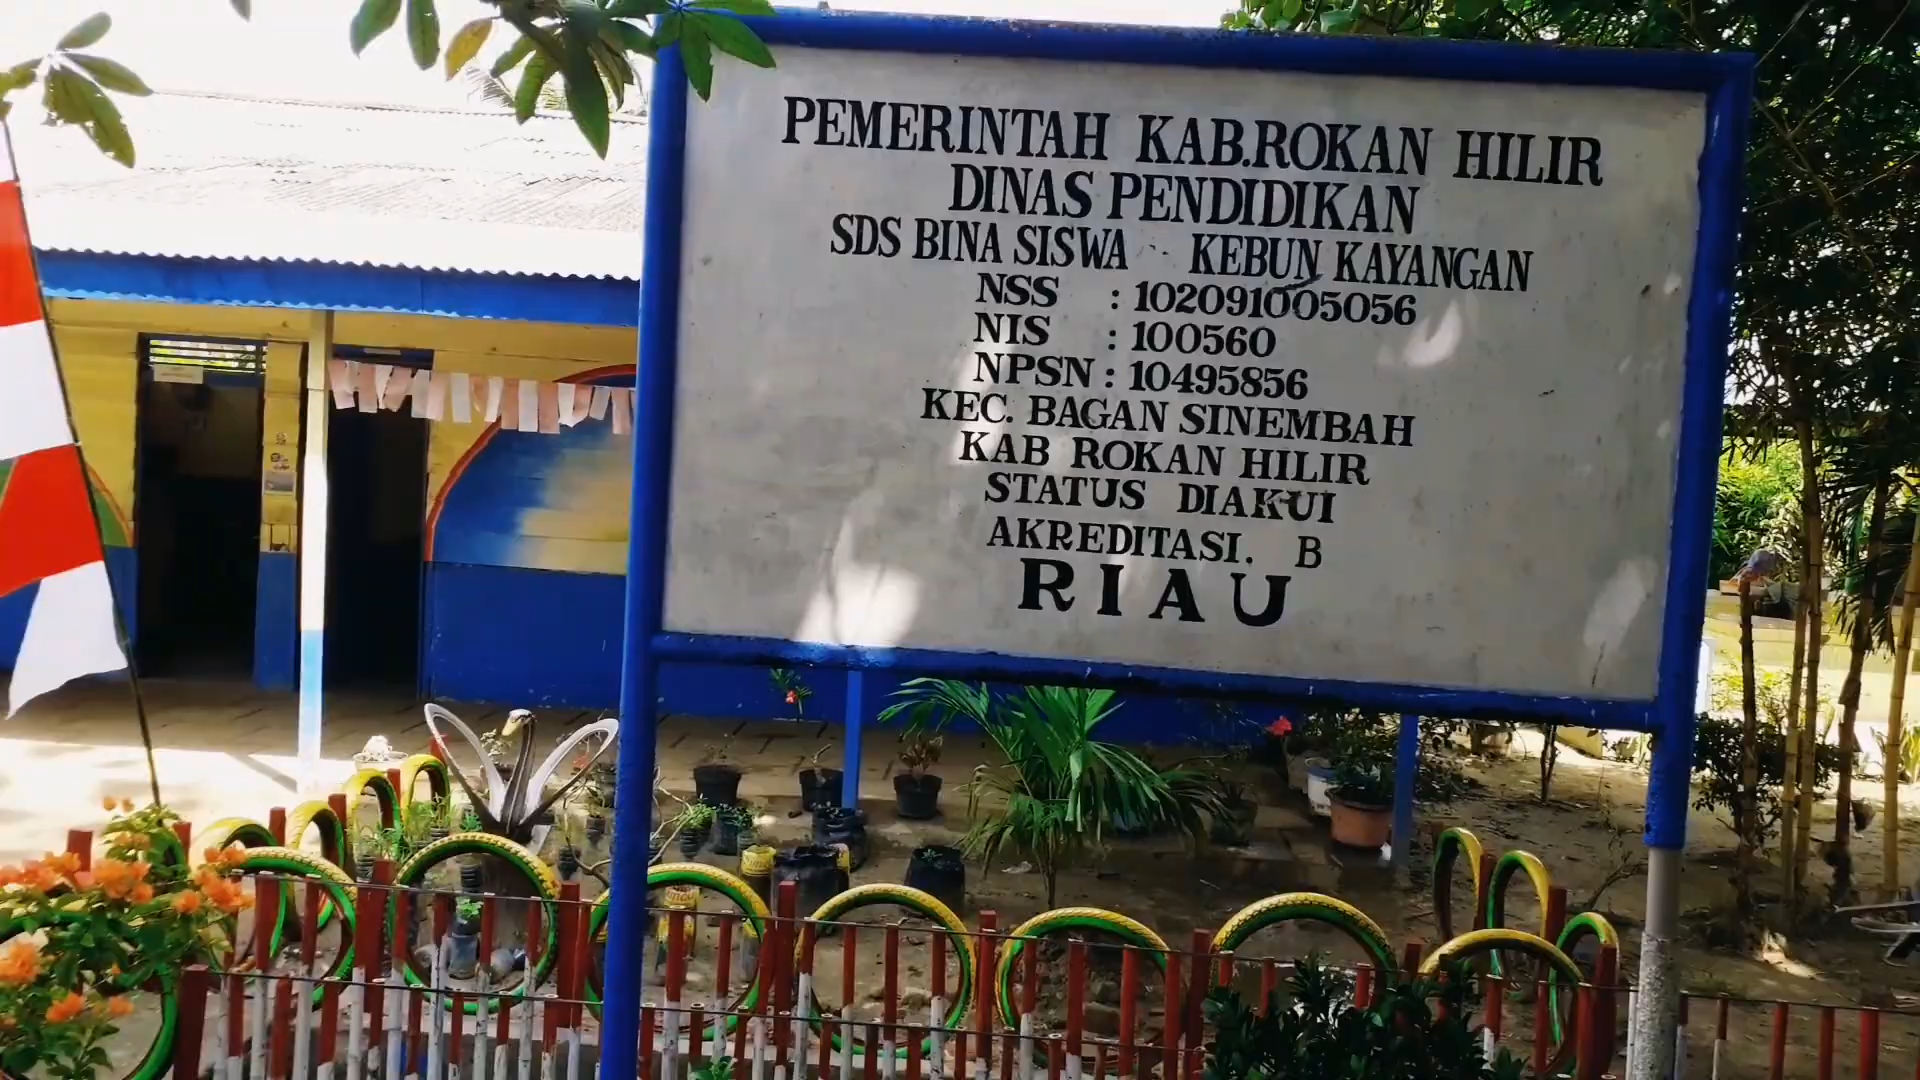 PEMERINTAH KAB.ROKAN HILIR
DINAS PENDIDIKAN
SDS BINA SISWA KEBUN KAYANGAN
NSS : 102091005056
NIS : 100560
NPSN : 10495856
KEC. BAGAN SINEMBAH
KAB ROKAN HILIR
STATUS DIAKUI
AKREDITASI. B
RIAU